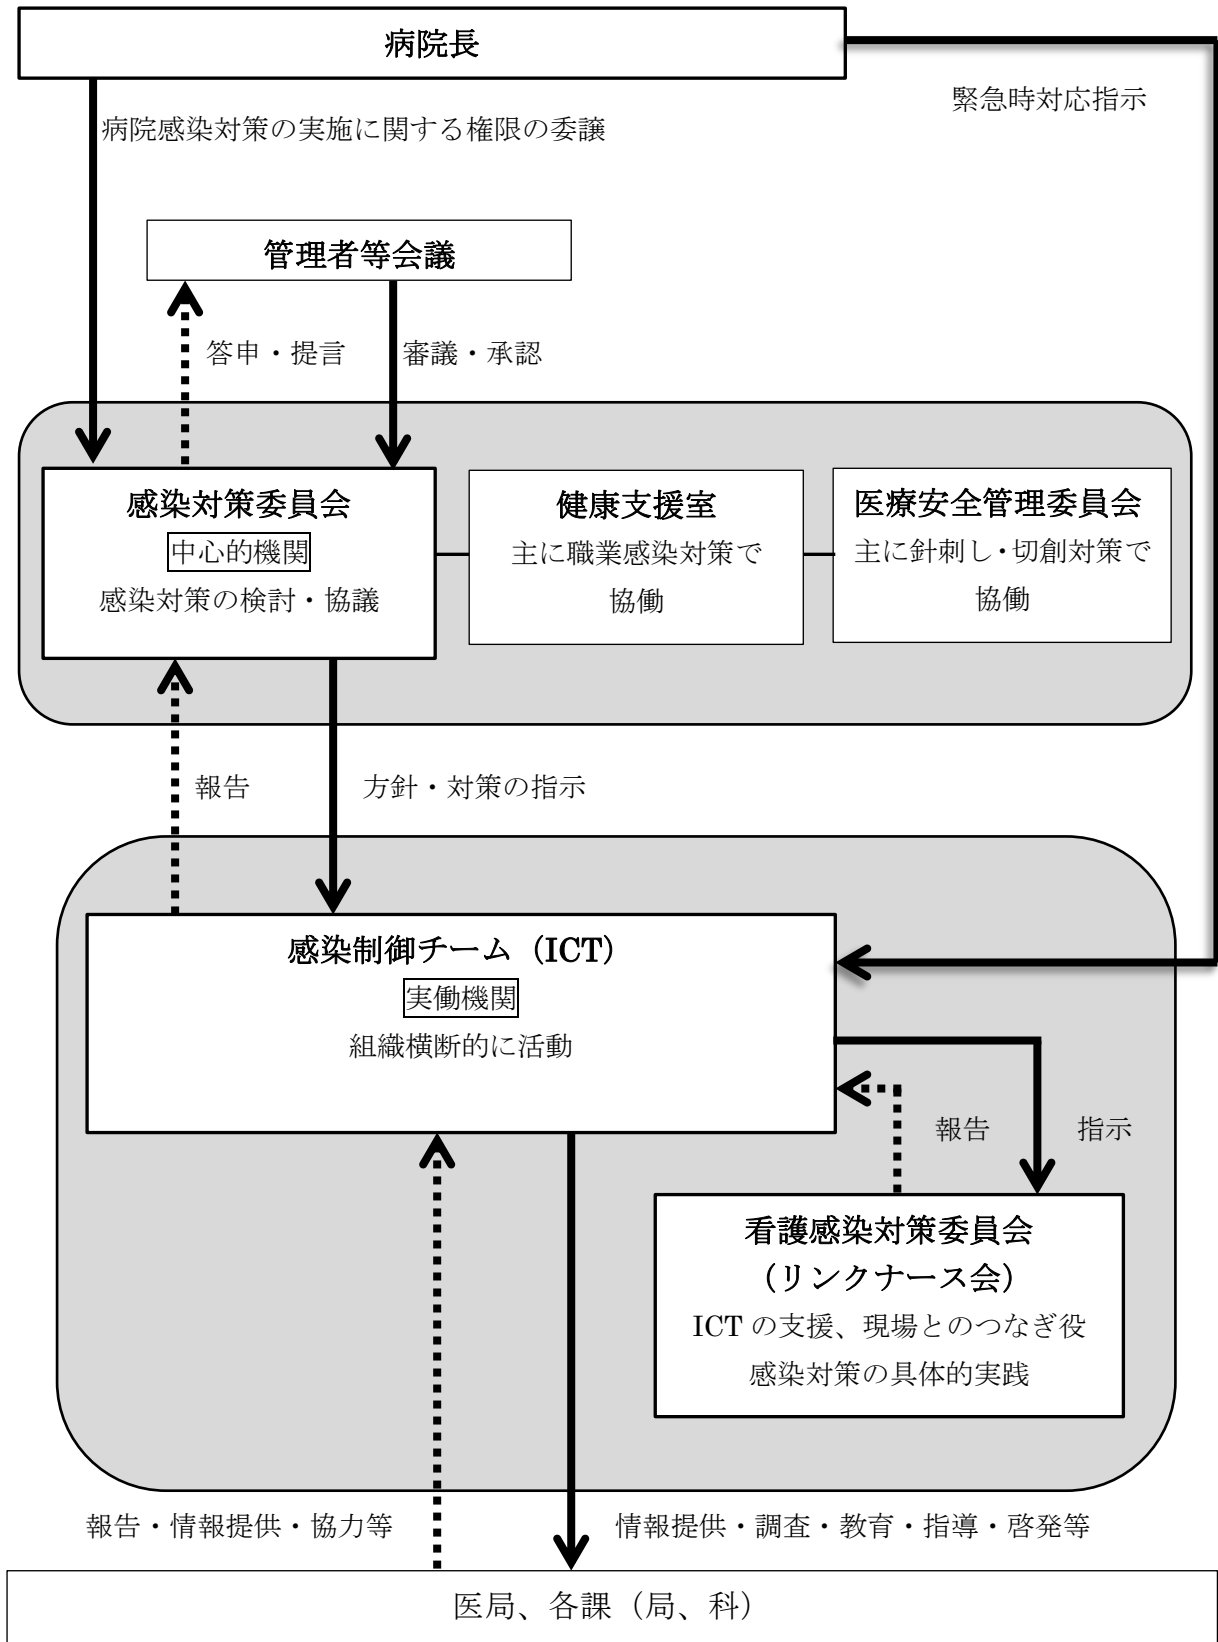 病院長
緊急時対応指示
病院感染対策の実施に関する権限の委譲
管理者等会議
答申・提言
審議・承認
感染対策委員会
中心的機関
感染対策の検討・協議
健康支援室
主に職業感染対策で
協働
医療安全管理委員会
主に針刺し・切創対策で
協働
報告
方針・対策の指示
感染制御チーム（ICT）
実働機関
組織横断的に活動
報告
指示
看護感染対策委員会
（リンクナース会）
ICT の支援、現場とのつなぎ役
感染対策の具体的実践
報告・情報提供・協力等
情報提供・調査・教育・指導・啓発等
医局、各課（局、科）